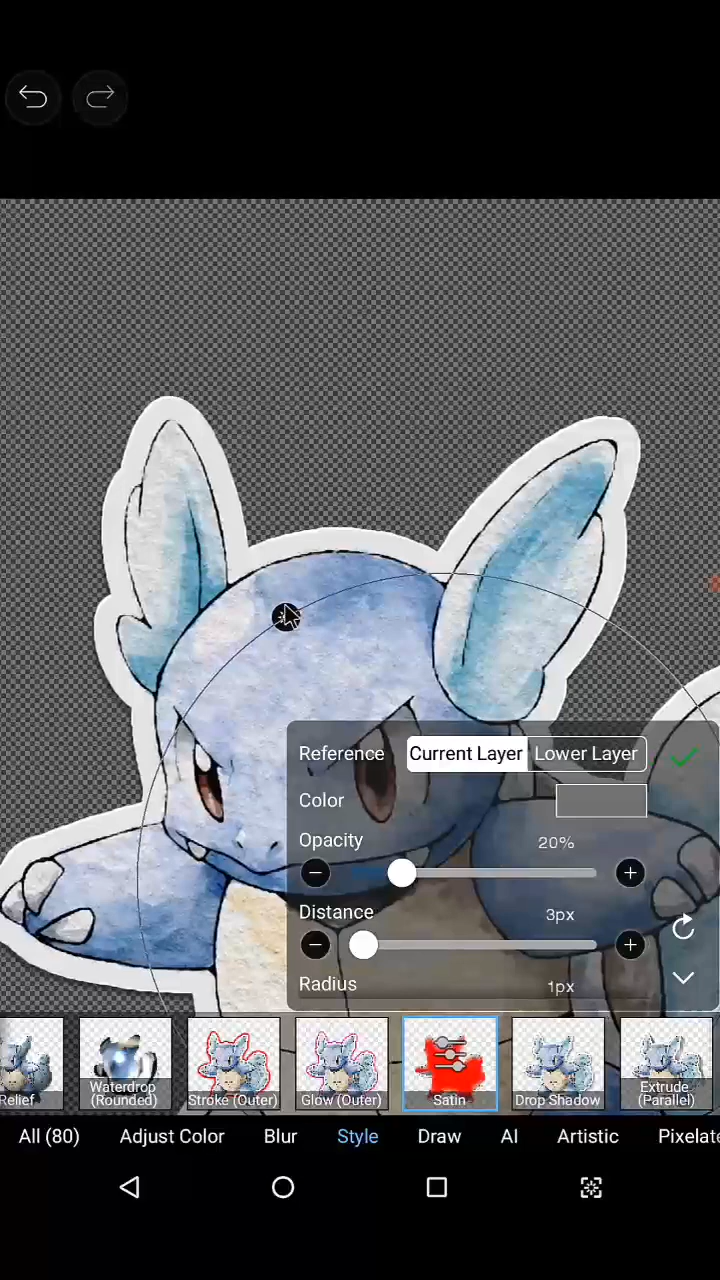 Reference
Current Layer
Lower Layer
Color
Opacity
20%
Distance
3px
Radius
1px
Relief
Waterdrop
(Rounded)
Stroke (Outer)
Glow (Outer)
Satin
Drop Shadow
Extrude
(Parallel)
All (80)
Adjust Color
Blur
Style
Draw
AI
Artistic
Pixelate